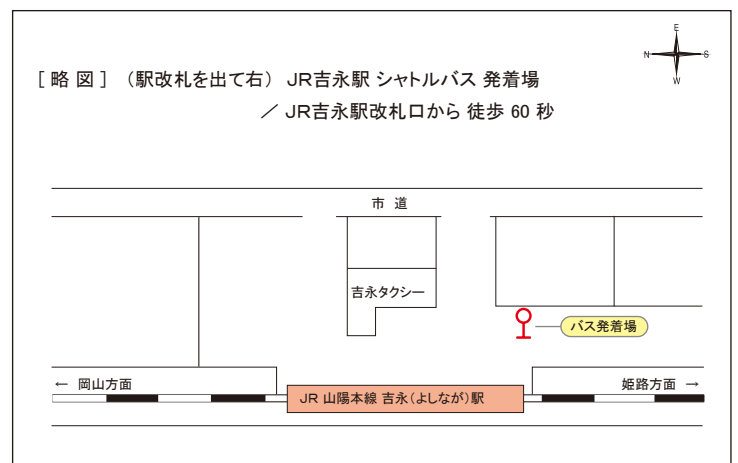 E
N S
W
［略図］（駅改札を出て右） JR吉永駅 シャトルバス 発着場
／ JR吉永駅改札口から 徒歩 60 秒
市 道
吉永タクシー
バス発着場
← 岡山方面
姫路方面 →
JR 山陽本線 吉永（よしなが）駅